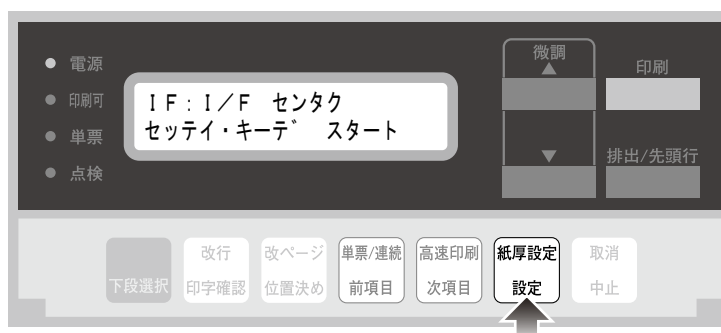 電源
印刷可
単票
点検
IF:I/F センタク
セッテイ・キーデ゛ スタート
微調
▲
▼
印刷
排出/先頭行
下段選択
改行
印字確認
改ページ
位置決め
単票/連続
前項目
高速印刷
次項目
紙厚設定
設定
取消
中止